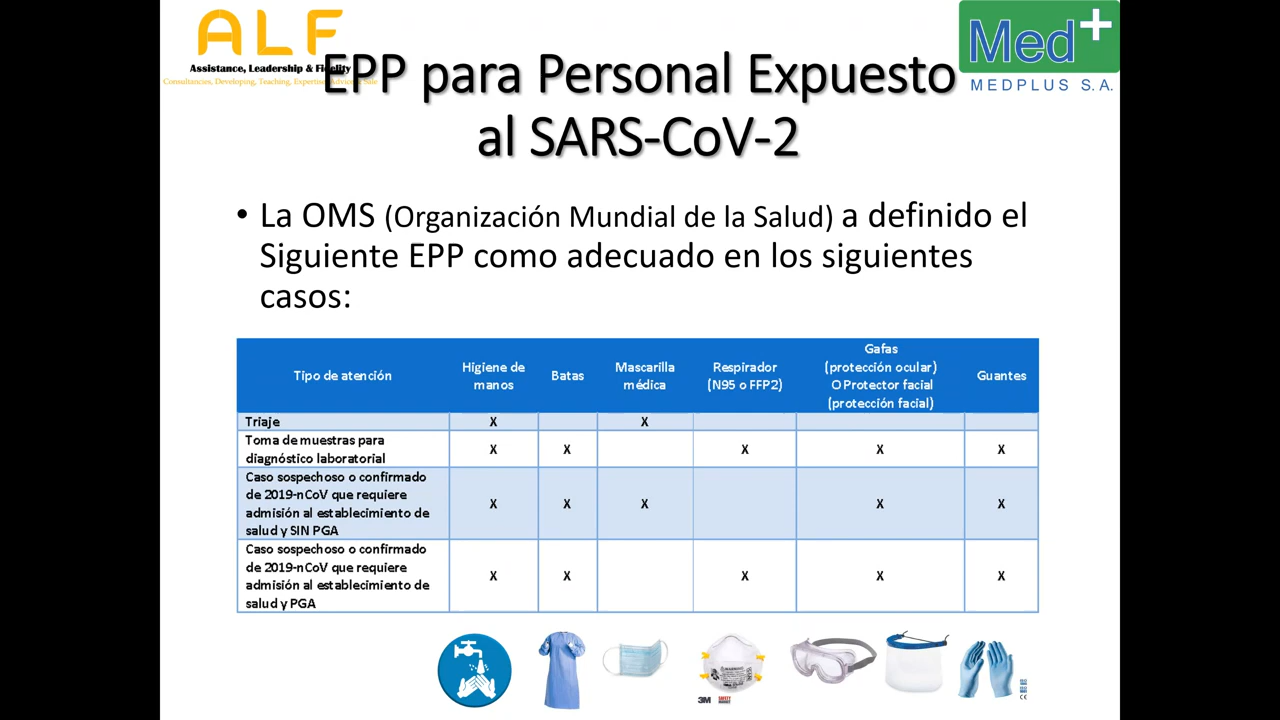 ALF
Assistance, Leadership & Fidelity
Consultancies, Developing, Teaching, Expertise
Med+
MEDPLUS S.A.
EPP para Personal Expuesto
al SARS-CoV-2
• La OMS (Organización Mundial de la Salud) a definido el
Siguiente EPP como adecuado en los siguientes
casos:
Tipo de atención
Higiene de
manos
Batas
Mascarilla
médica
Respirador
(N95 o FFP2)
Gafas
(protección ocular)
O Protector facial
(protección facial)
Guantes
Triaje X X
Toma de muestras para
diagnóstico laboratorial X X X X X
Caso sospechoso o confirmado
de 2019-nCoV que requiere
admisión al establecimiento de
salud y SIN PGA X X X X X
Caso sospechoso o confirmado
de 2019-nCoV que requiere
admisión al establecimiento de
salud y PGA X X X X X
3M